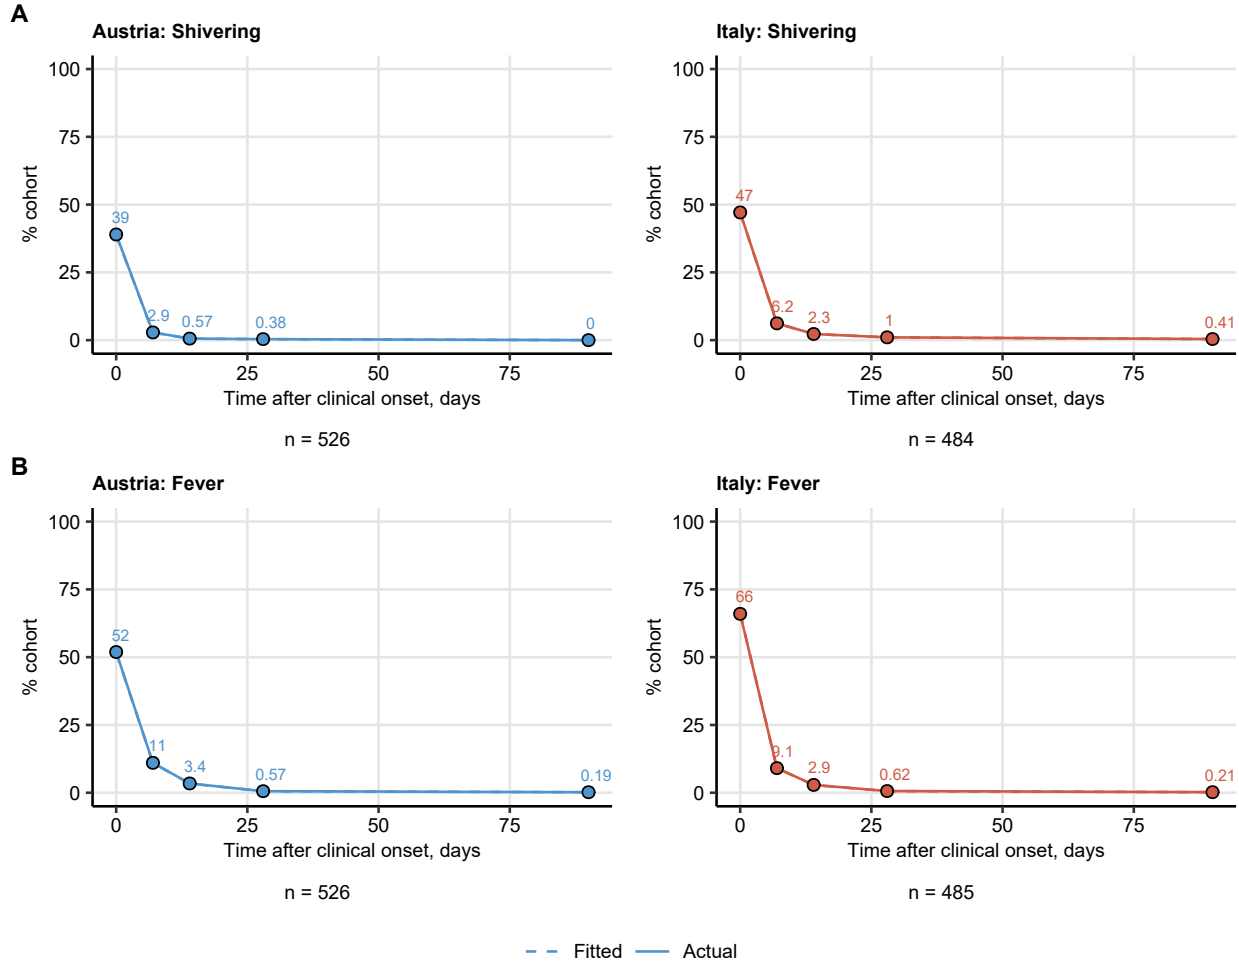 A
Austria: Shivering
100
75
50
25
0
% cohort
39
2.9
0.57
0.38
0
0
25
50
75
Time after clinical onset, days
n = 526
Italy: Shivering
100
75
50
25
0
% cohort
47
6.2
2.3
1
0.41
0
25
50
75
Time after clinical onset, days
n = 484
B
Austria: Fever
100
75
50
25
0
% cohort
52
11
3.4
0.57
0.19
0
25
50
75
Time after clinical onset, days
n = 526
Italy: Fever
100
75
50
25
0
% cohort
66
9.1
2.9
0.62
0.21
0
25
50
75
Time after clinical onset, days
n = 485
Fitted
Actual